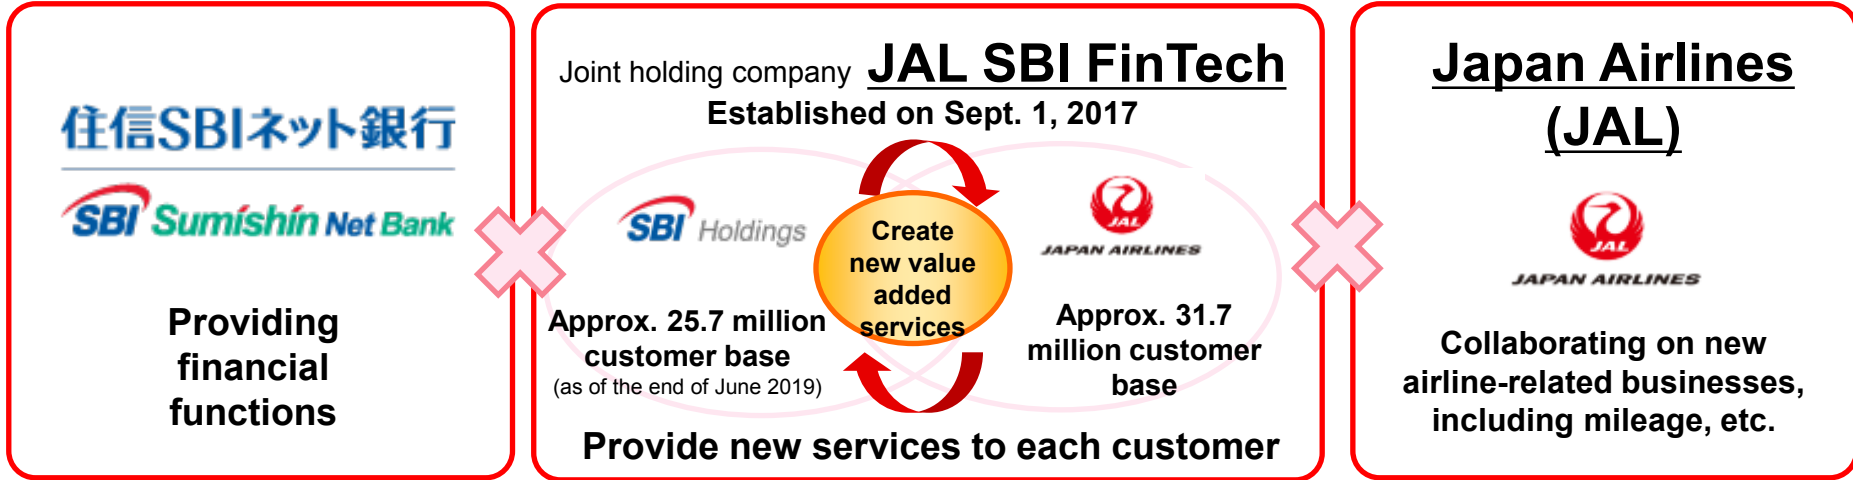 住信SBIネット銀行
SBI Sumishin Net Bank
Providing
financial
functions
Joint holding company JAL SBI FinTech
Established on Sept. 1, 2017
SBI Holdings
Approx. 25.7 million
customer base
(as of the end of June 2019)
Create
new value
added
services
JAL
JAPAN AIRLINES
Approx. 31.7
million customer
base
Provide new services to each customer
Japan Airlines
(JAL)
JAL
JAPAN AIRLINES
Collaborating on new
airline-related businesses,
including mileage, etc.